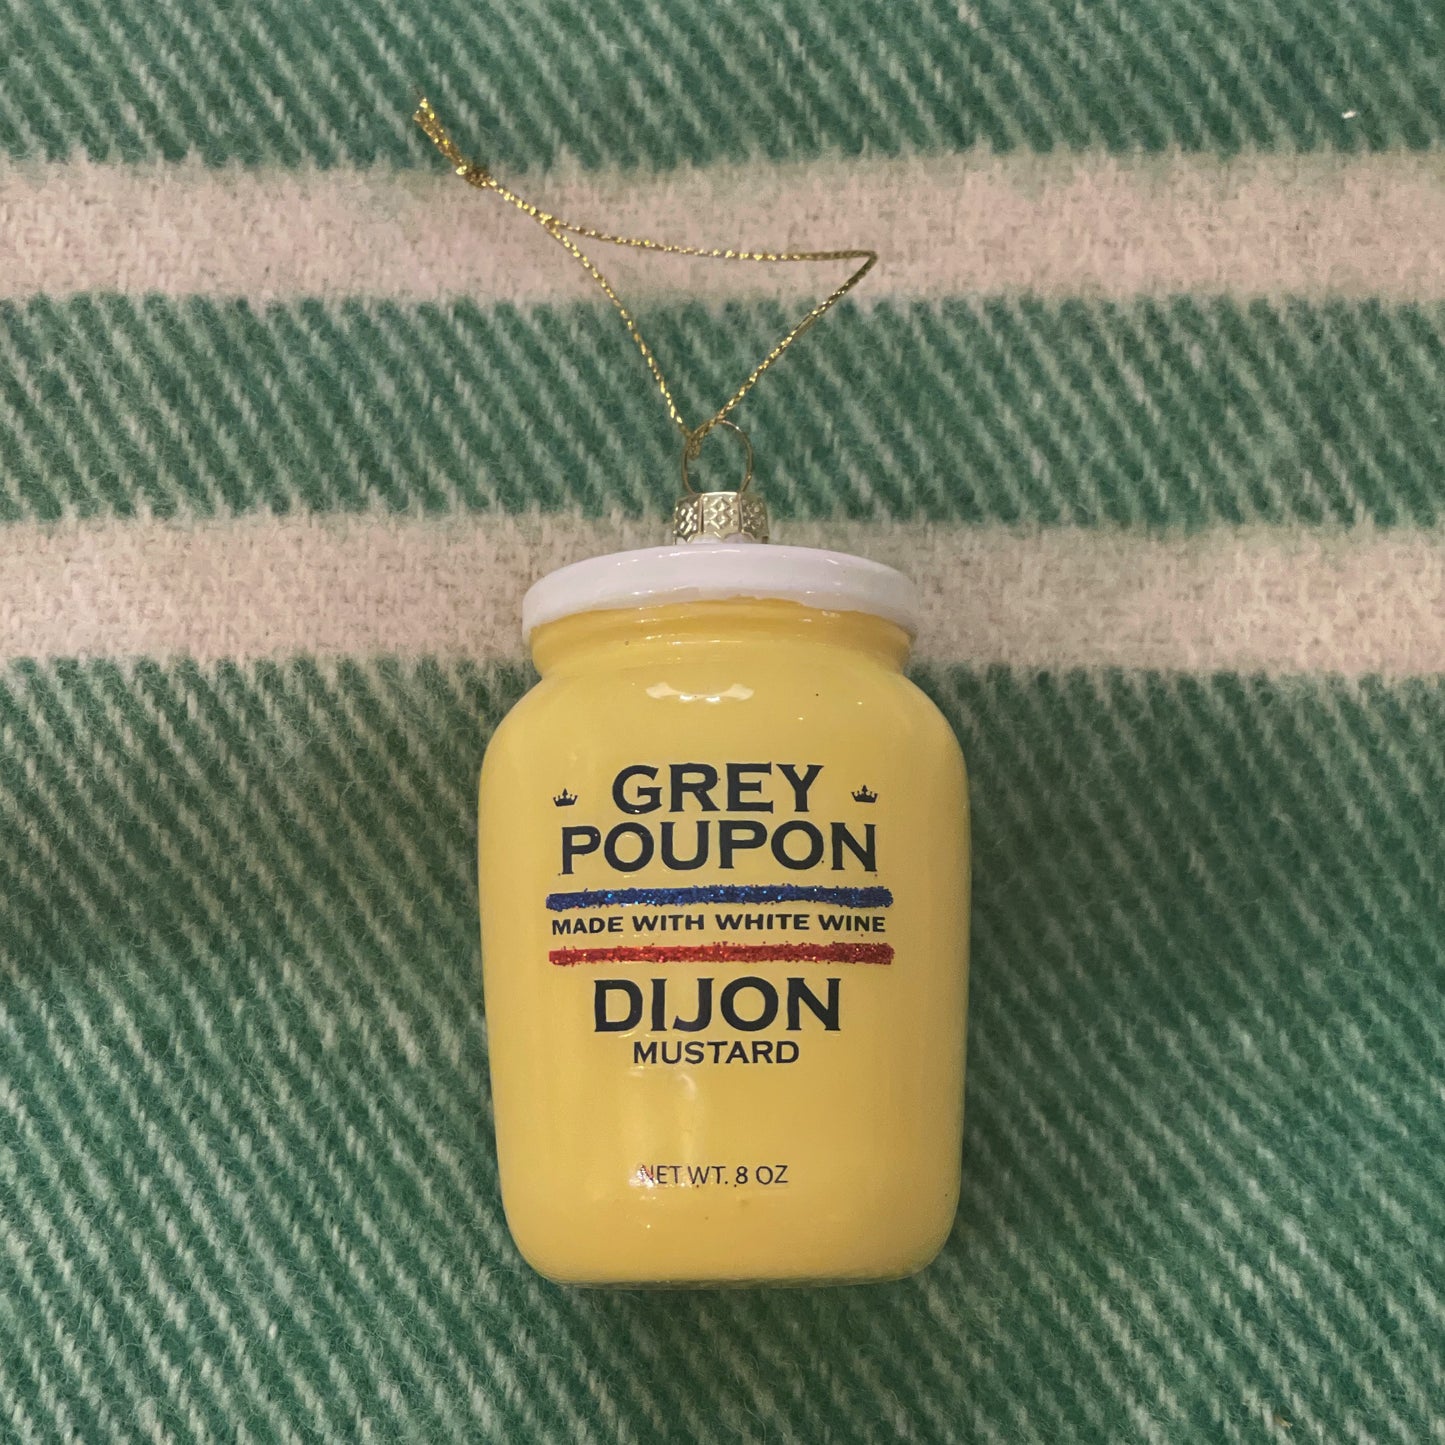 GREY
POUPON
MADE WITH WHITE WINE
DIJON
MUSTARD
NET WT. 8 OZ